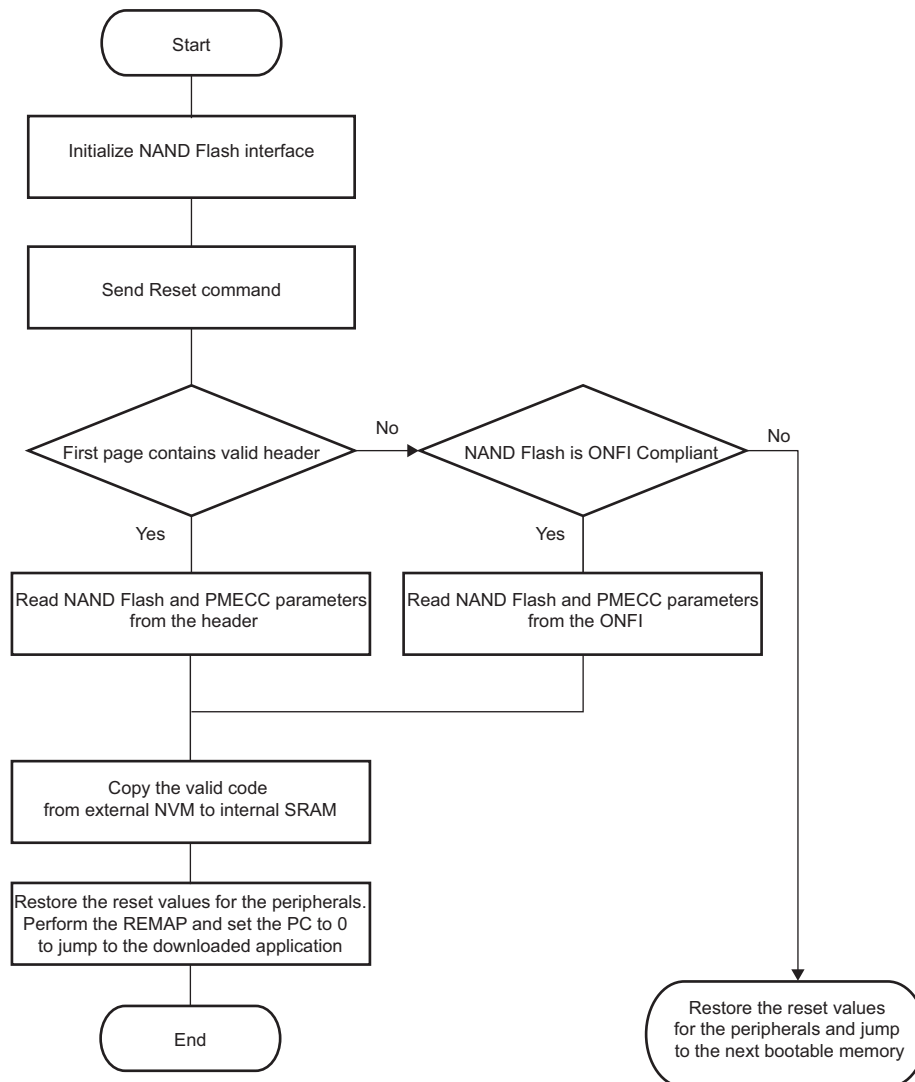 Start
Initialize NAND Flash interface
Send Reset command
First page contains valid header
No
NAND Flash is ONFI Compliant
No
Yes
Yes
Read NAND Flash and PMECC parameters
from the header
Read NAND Flash and PMECC parameters
from the ONFI
Copy the valid code
from external NVM to internal SRAM
Restore the reset values for the peripherals.
Perform the REMAP and set the PC to 0
to jump to the downloaded application
End
Restore the reset values
for the peripherals and jump
to the next bootable memory